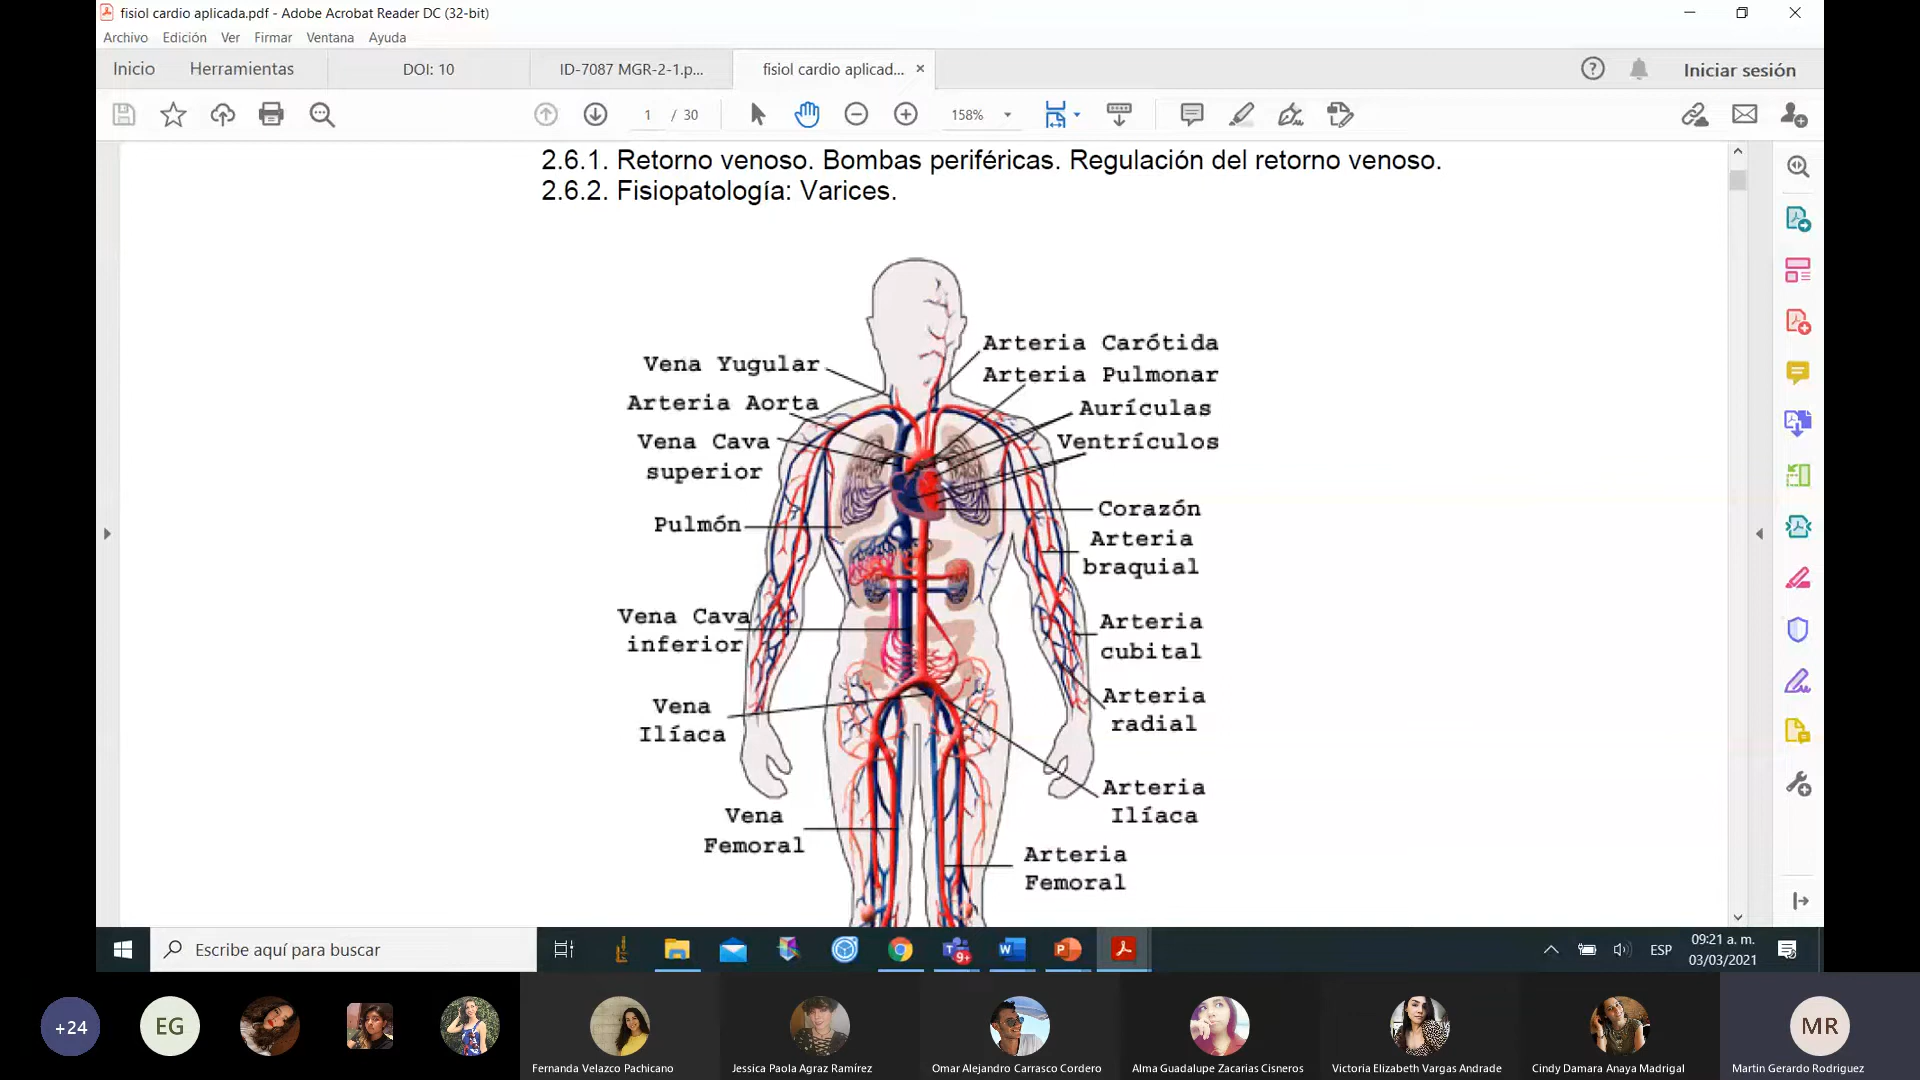 fisiol cardio aplicada.pdf - Adobe Acrobat Reader DC (32-bit)
Archivo Edición Ver Firmar Ventana Ayuda
Inicio Herramientas DOI: 10 ID-7087 MGR-2-1.p... fisiol cardio aplicad... × Iniciar sesión
1 / 30 158%
2.6.1. Retorno venoso. Bombas periféricas. Regulación del retorno venoso.
2.6.2. Fisiopatología: Varices.
Arteria Carótida
Vena Yugular
Arteria Pulmonar
Arteria Aorta
Aurículas
Vena Cava
superior
Ventrículos
Corazón
Pulmón
Arteria
braquial
Vena Cava
inferior
Arteria
cubital
Arteria
radial
Vena
Ilíaca
Arteria
Ilíaca
Vena
Femoral
Arteria
Femoral
Escribe aquí para buscar
9+
ESP
09:21 a. m.
03/03/2021
+24
EG
MR
Fernanda Velazco Pachicano
Jessica Paola Agraz Ramírez
Omar Alejandro Carrasco Cordero
Alma Guadalupe Zacarias Cisneros
Victoria Elizabeth Vargas Andrade
Cindy Damara Anaya Madrigal
Martin Gerardo Rodriguez